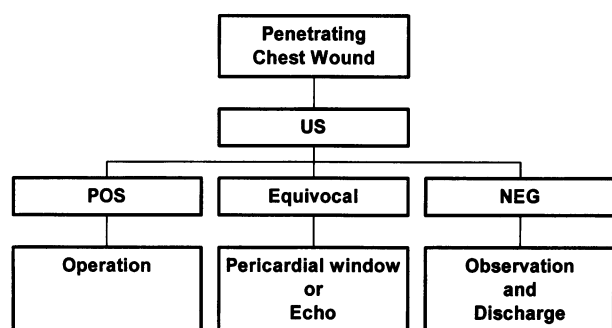 Penetrating
Chest Wound
US
POS
Equivocal
NEG
Operation
Pericardial window
or
Echo
Observation
and
Discharge